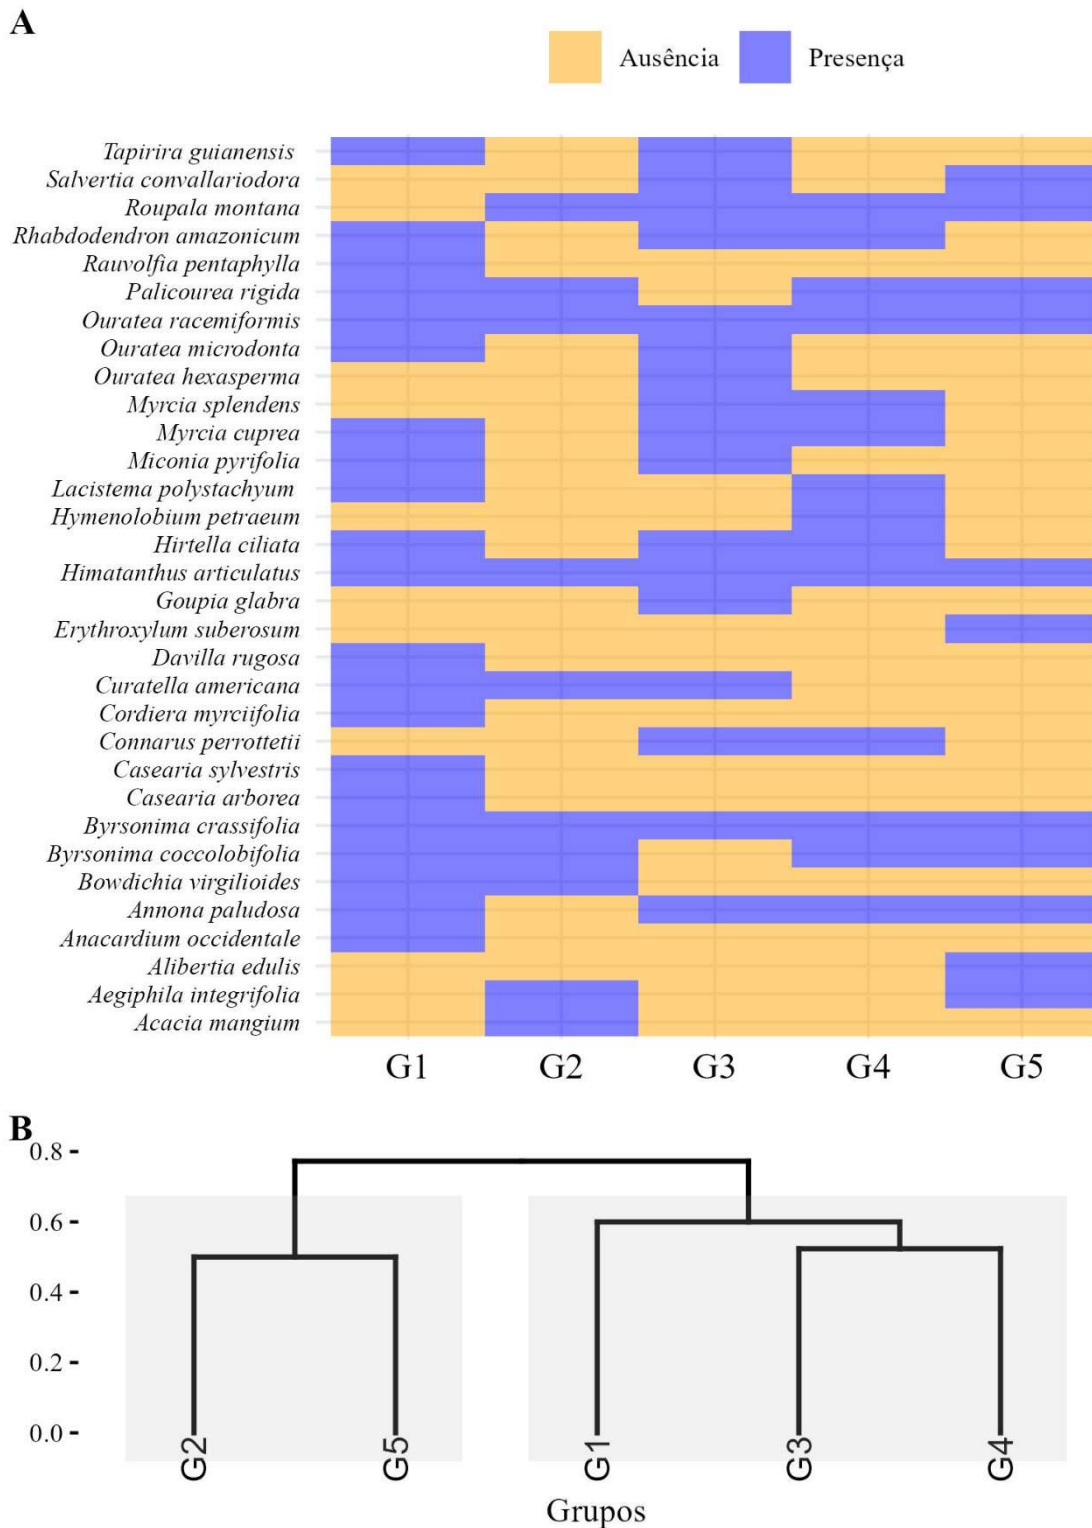 A
Ausência Presença
Tapirira guianensis
Salvertia convallariodora
Roupala montana
Rhabdodendron amazonicum
Rauvolfia pentaphylla
Palicourea rigida
Ouratea racemiformis
Ouratea microdonta
Ouratea hexasperma
Myrcia splendens
Myrcia cuprea
Miconia pyrifolia
Lacistema polystachyum
Hymenolobium petraeum
Hirtella ciliata
Himatanthus articulatus
Goupia glabra
Erythroxylum suberosum
Davilla rugosa
Curatella americana
Cordiera myrciifolia
Connarus perrottetii
Casearia sylvestris
Casearia arborea
Byrsonima crassifolia
Byrsonima coccolobifolia
Bowdichia virgilioides
Annona paludosa
Anacardium occidentale
Alibertia edulis
Aegiphila integrifolia
Acacia mangium
G1 G2 G3 G4 G5
B
0.8
0.6
0.4
0.2
0.0
G2 G5 G1 G3 G4
Grupos